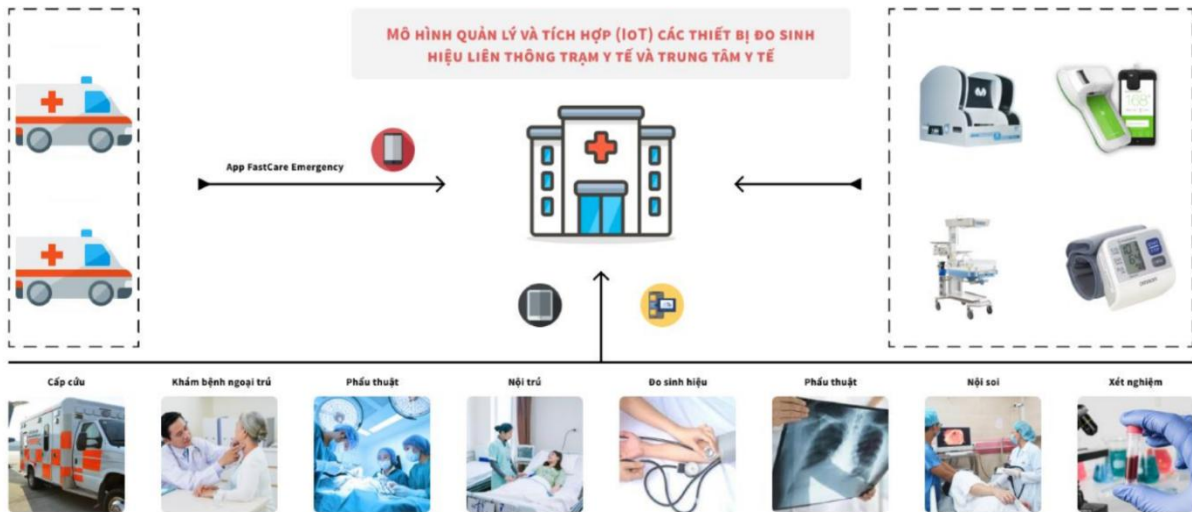 MÔ HÌNH QUẢN LÝ VÀ TÍCH HỢP (IoT) CÁC THIẾT BỊ ĐO SINH
HIỆU LIÊN THÔNG TRẠM Y TẾ VÀ TRUNG TÂM Y TẾ
App FastCare Emergency
Cấp cứu
Khám bệnh ngoại trú
Phẩu thuật
Nội trú
Đo sinh hiệu
Phẩu thuật
Nội soi
Xét nghiệm